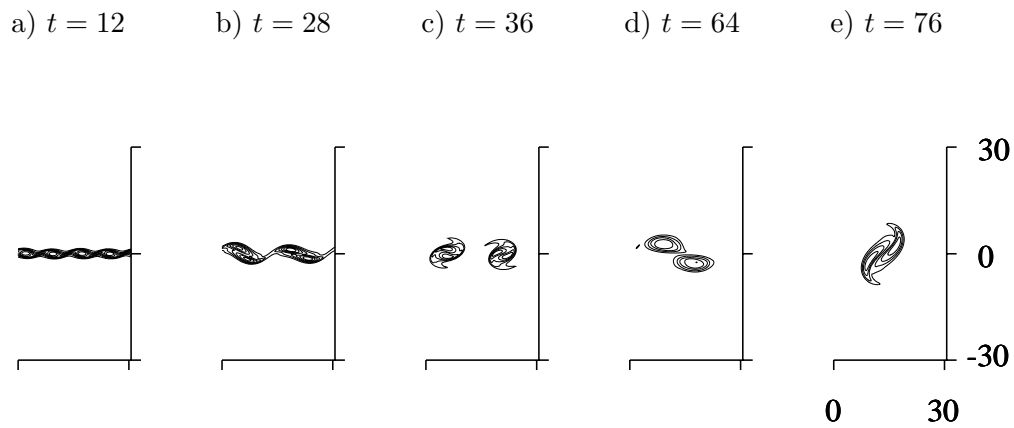 a) t = 12 b) t = 28 c) t = 36 d) t = 64 e) t = 76
30
0
-30
0 30